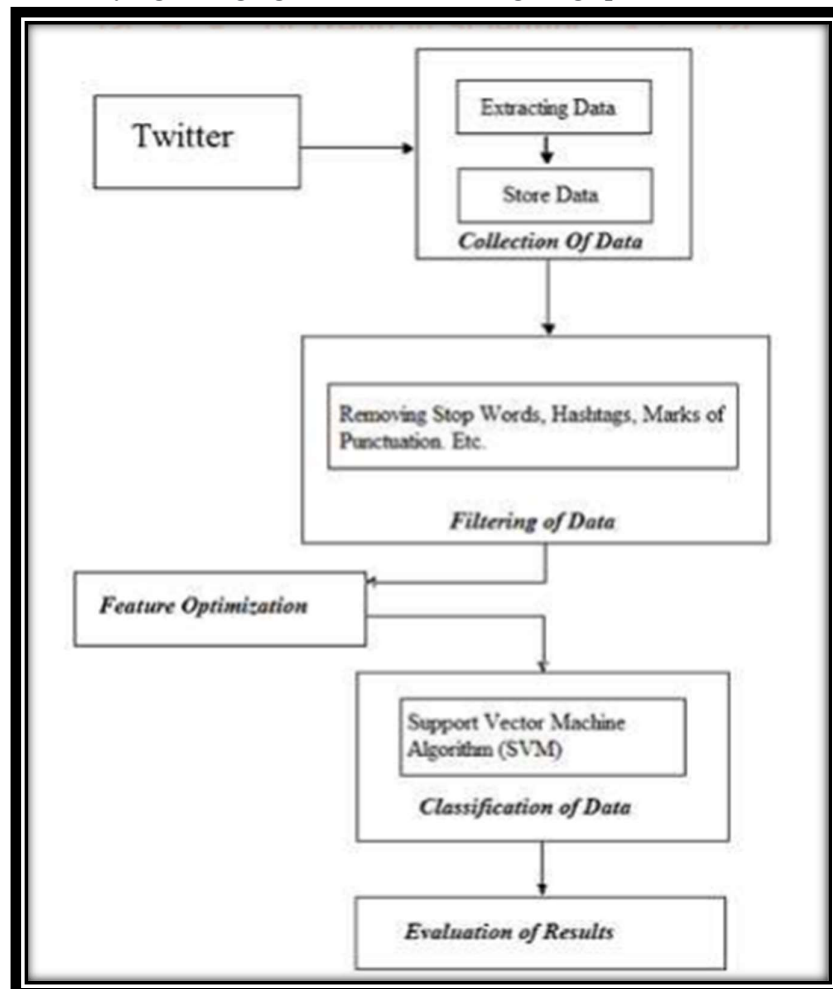 Twitter
Extracting Data
Store Data
Collection Of Data
Removing Stop Words, Hashtags, Marks of
Punctuation. Etc.
Filtering of Data
Feature Optimization
Support Vector Machine
Algorithm (SVM)
Classification of Data
Evaluation of Results